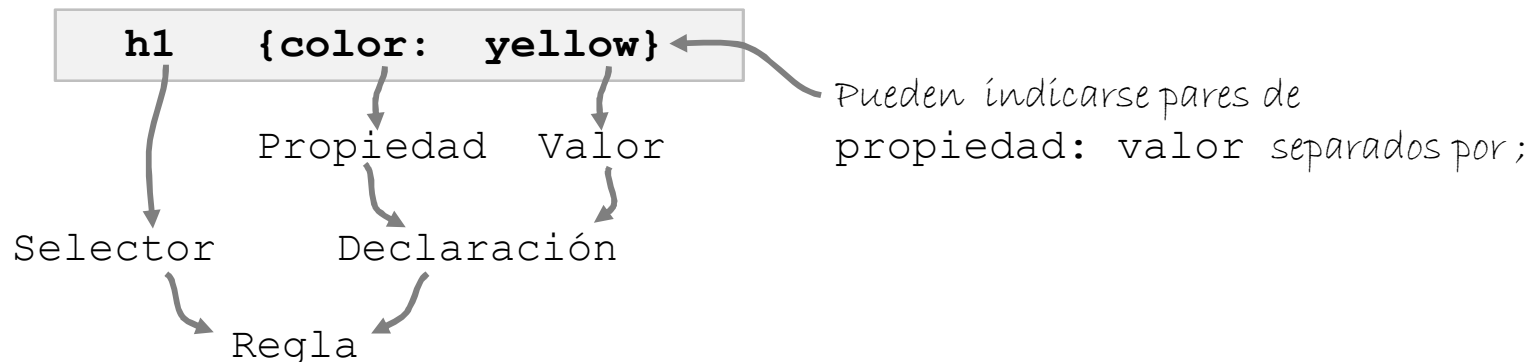 h1 {color: yellow}
Pueden indicarse pares de
propiedad: valor separados por ;
Propiedad Valor
Selector Declaración
Regla